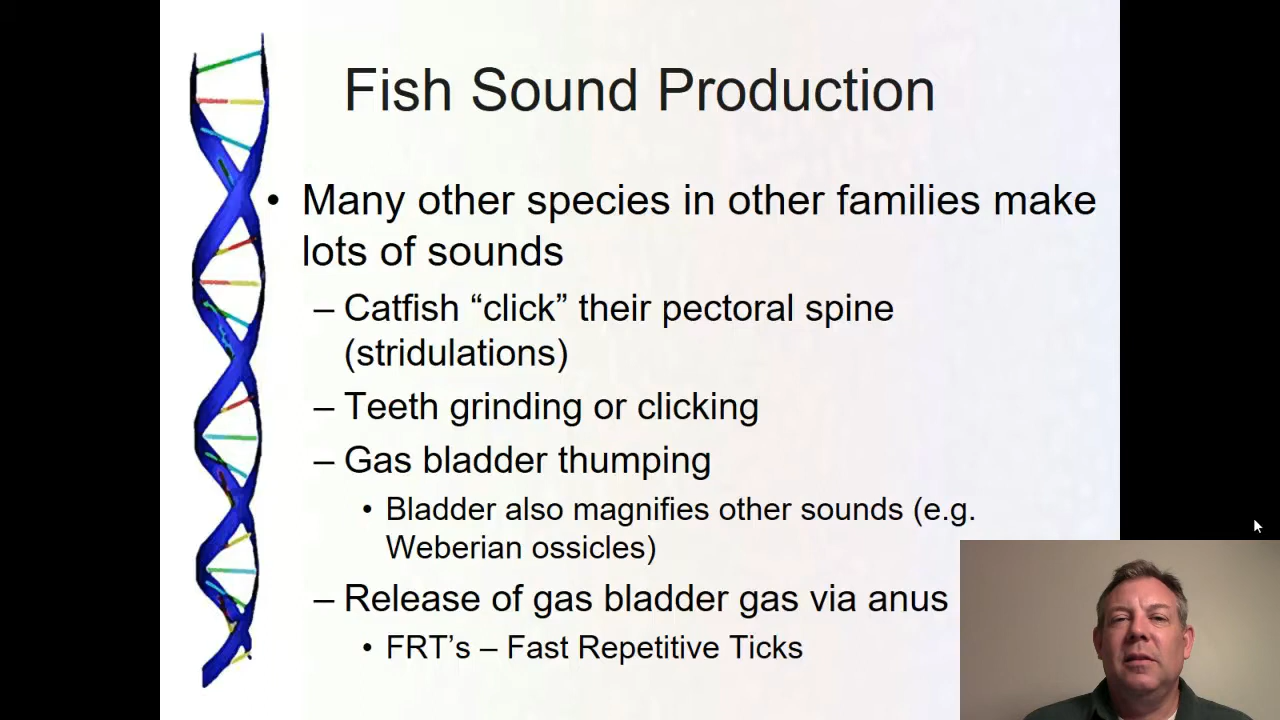 Fish Sound Production
• Many other species in other families make
lots of sounds
– Catfish “click” their pectoral spine
(stridulations)
– Teeth grinding or clicking
– Gas bladder thumping
• Bladder also magnifies other sounds (e.g.
Weberian ossicles)
– Release of gas bladder gas via anus
• FRT’s – Fast Repetitive Ticks